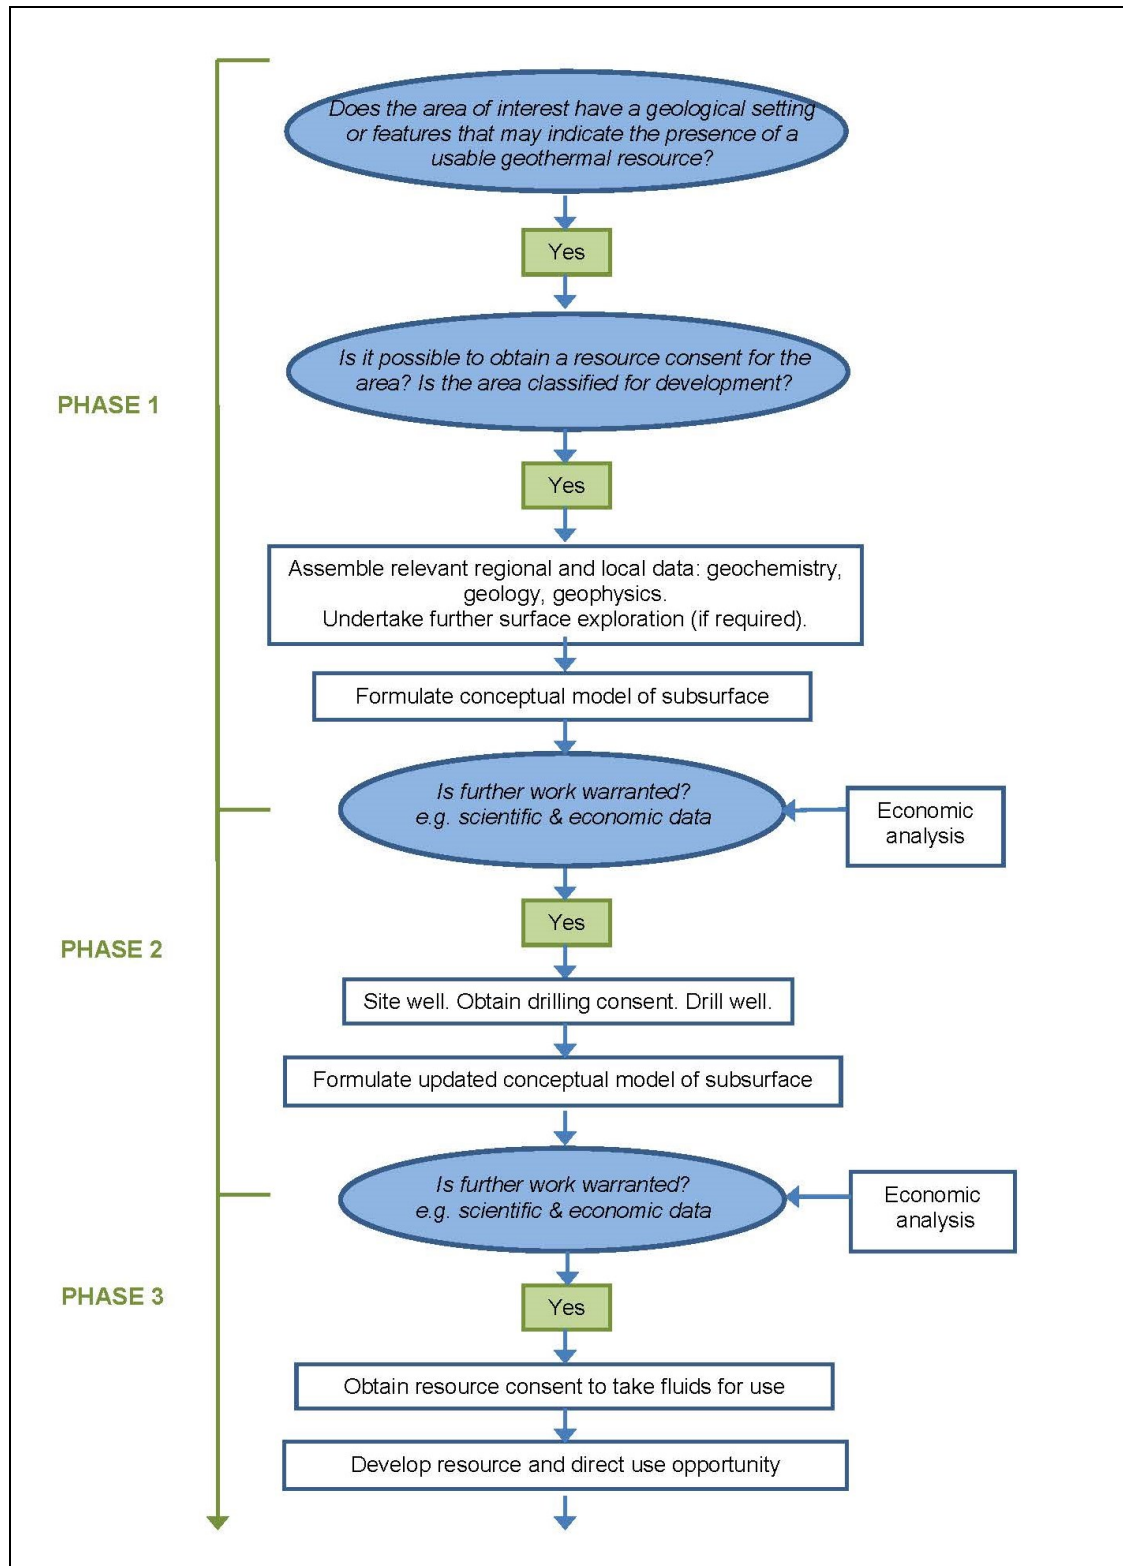 Does the area of interest have a geological setting
or features that may indicate the presence of a
usable geothermal resource?
Yes
Is it possible to obtain a resource consent for the
area? Is the area classified for development?
PHASE 1
Yes
Assemble relevant regional and local data: geochemistry,
geology, geophysics.
Undertake further surface exploration (if required).
Formulate conceptual model of subsurface
Is further work warranted?
e.g. scientific & economic data
Economic
analysis
Yes
PHASE 2
Site well. Obtain drilling consent. Drill well.
Formulate updated conceptual model of subsurface
Is further work warranted?
e.g. scientific & economic data
Economic
analysis
PHASE 3
Yes
Obtain resource consent to take fluids for use
Develop resource and direct use opportunity